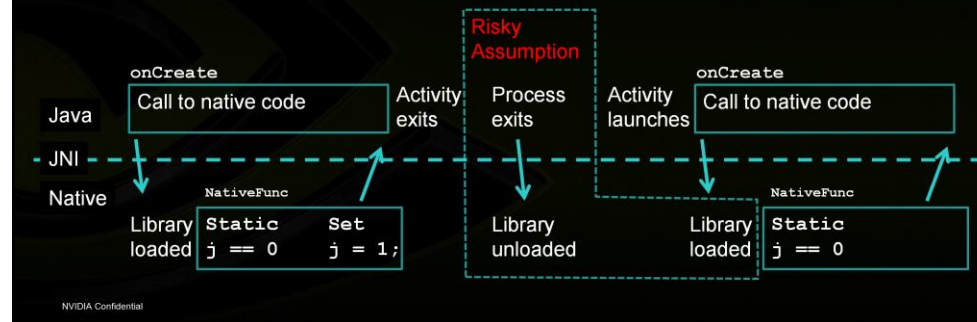 Risky
Assumption
onCreate
Call to native code
Activity
exits
Process
exits
Activity
launches
onCreate
Call to native code
Java
JNI
Native
NativeFunc
Library
loaded
Static Set
j == 0 j = 1;
Library
unloaded
Library
loaded
NativeFunc
Static
j == 0
NVIDIA Confidential